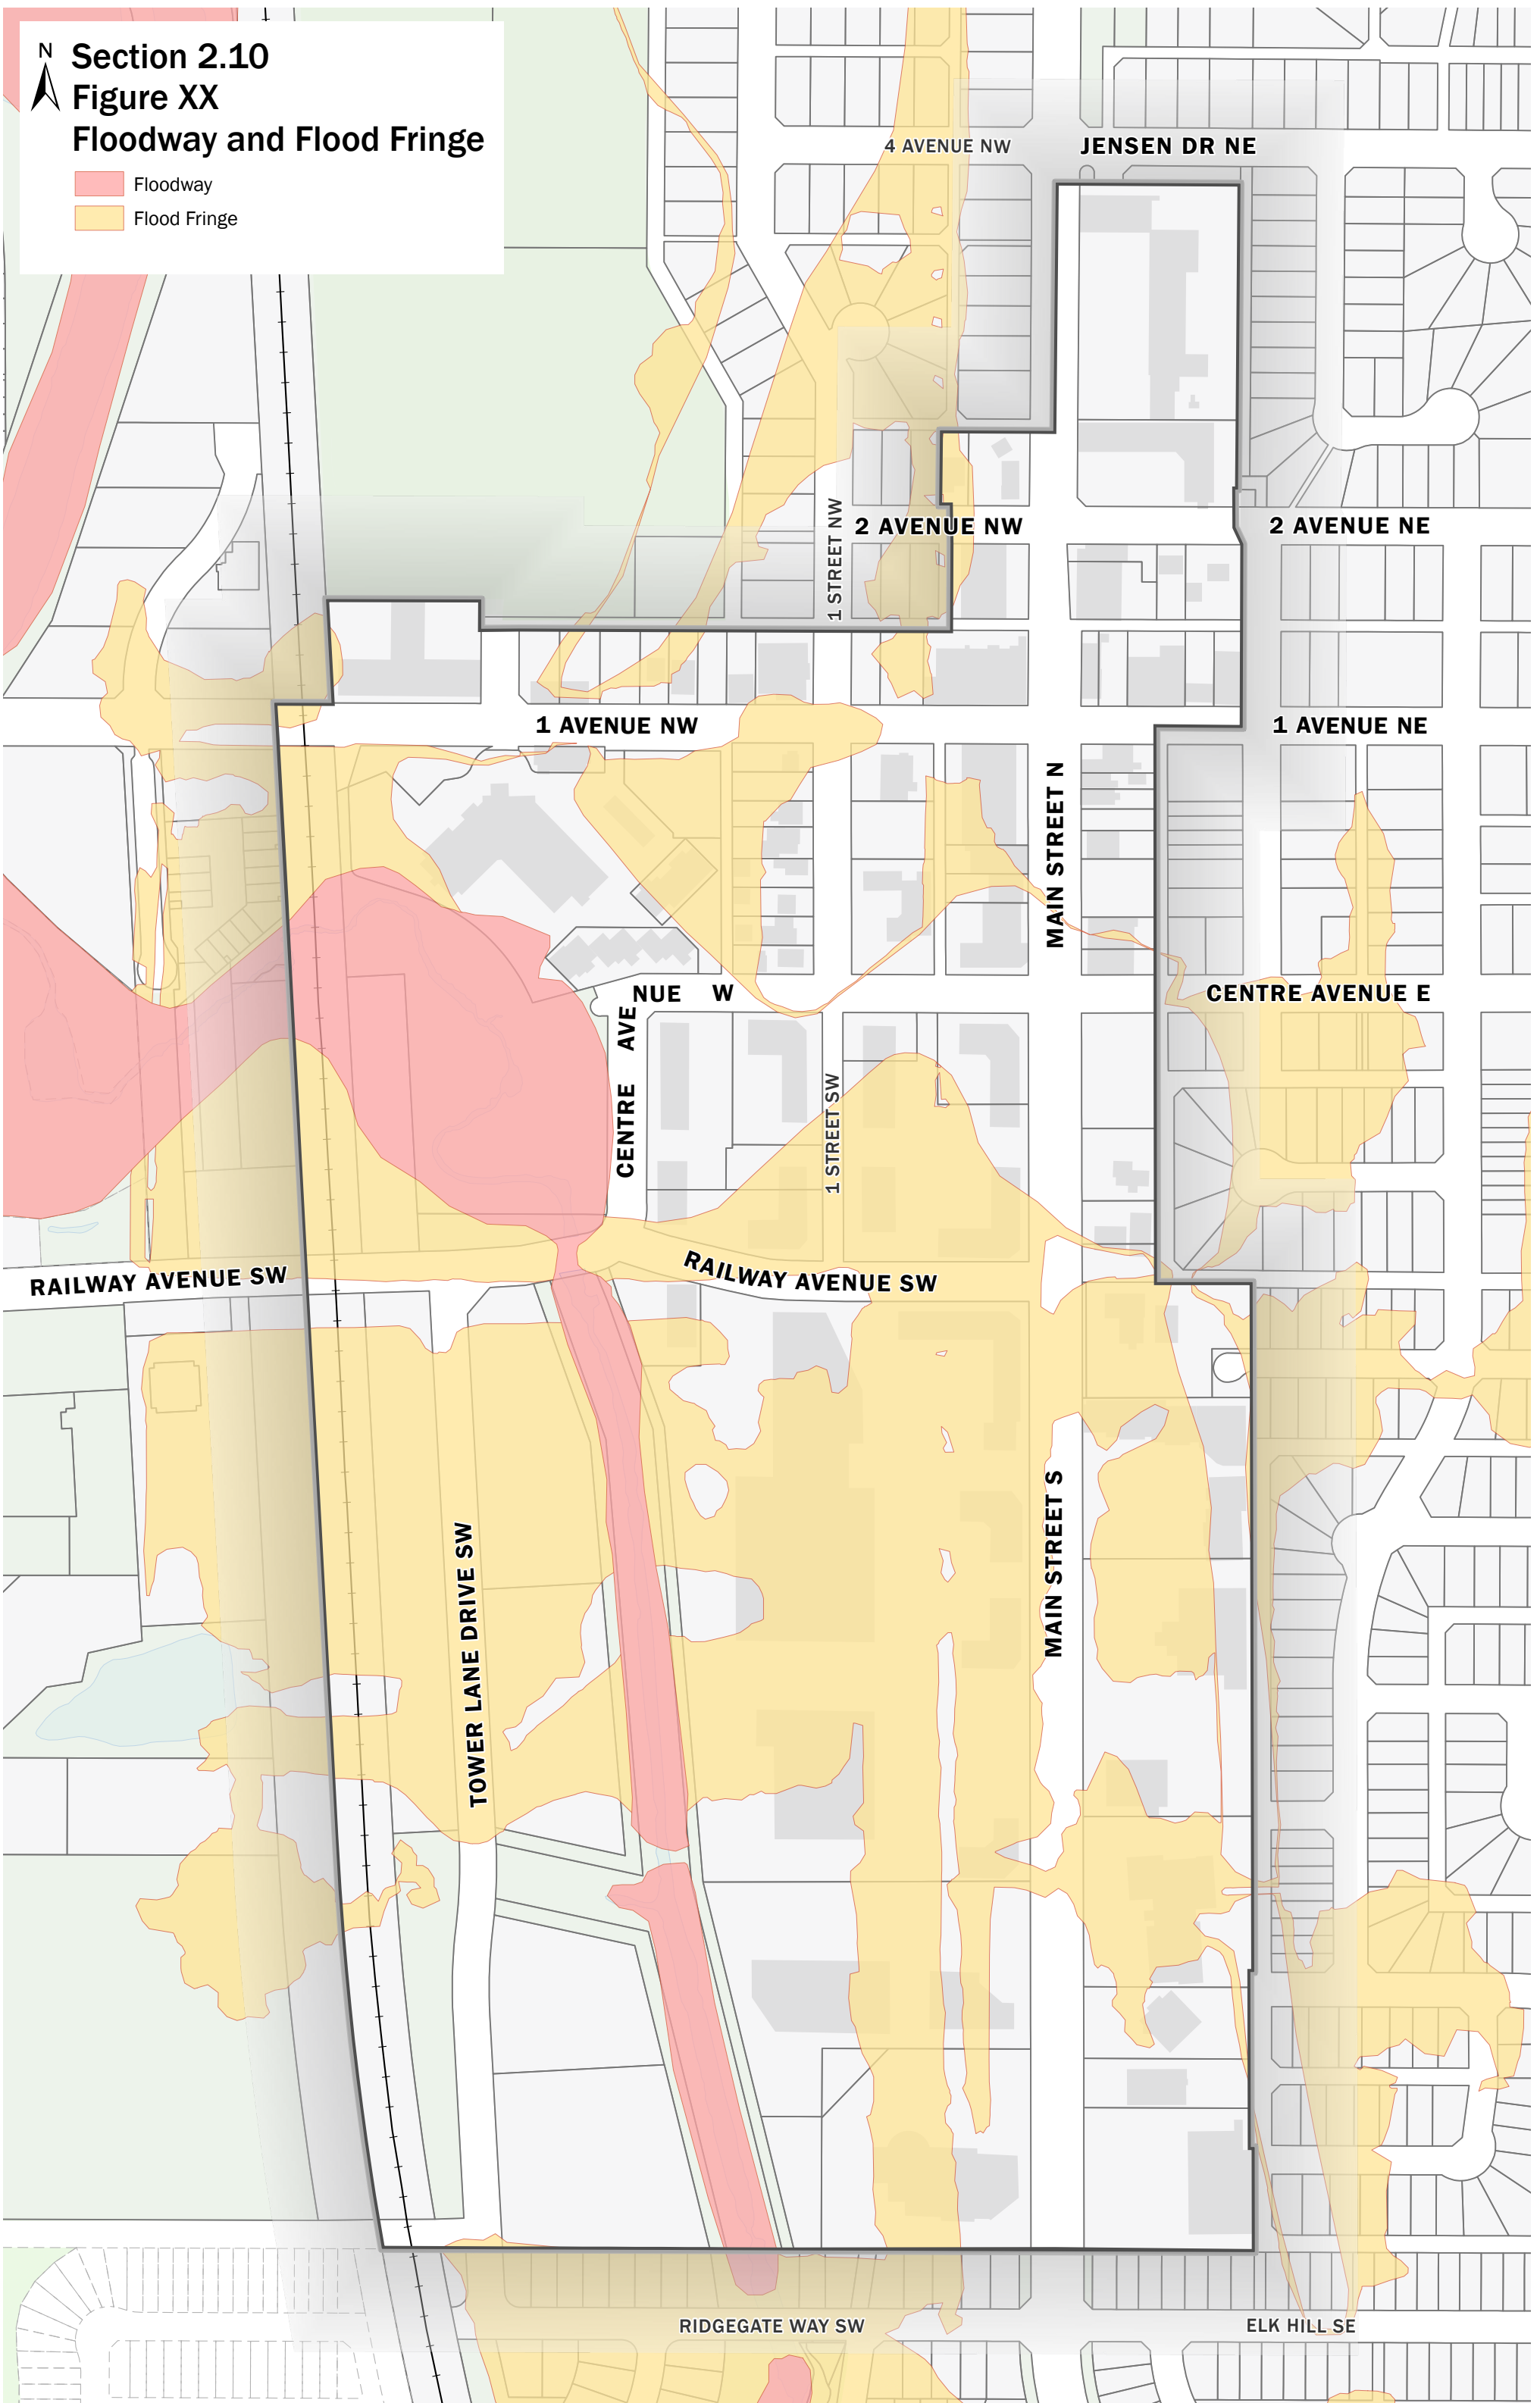 N
Section 2.10
Figure XX
Floodway and Flood Fringe
Floodway
Flood Fringe
4 AVENUE NW
JENSEN DR NE
1 STREET NW
2 AVENUE NW
2 AVENUE NE
1 AVENUE NW
1 AVENUE NE
MAIN STREET N
NUE W
CENTRE AVE
CENTRE AVENUE E
1 STREET SW
RAILWAY AVENUE SW
RAILWAY AVENUE SW
TOWER LANE DRIVE SW
MAIN STREET S
RIDGEGATE WAY SW
ELK HILL SE